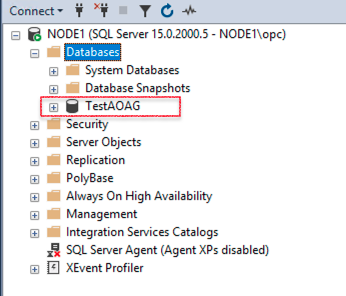 Connect
NODE1 (SQL Server 15.0.2000.5 - NODE1\opc)
Databases
System Databases
Database Snapshots
TestAOAG
Security
Server Objects
Replication
PolyBase
Always On High Availability
Management
Integration Services Catalogs
SQL Server Agent (Agent XPs disabled)
XEvent Profiler